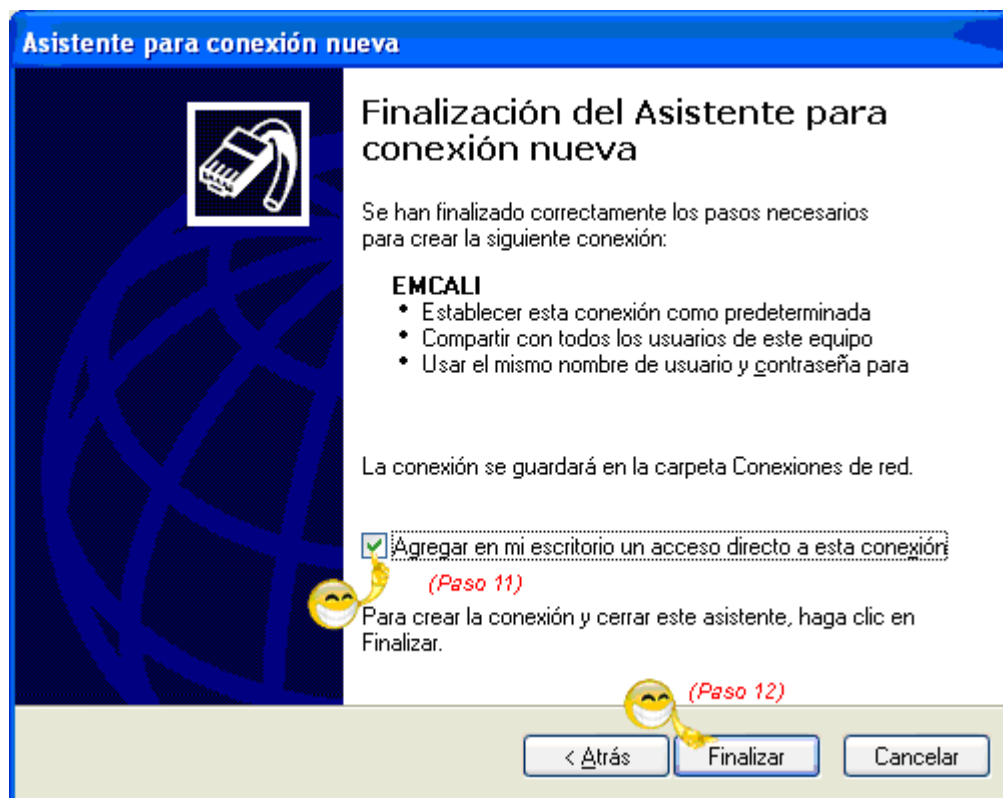 Asistente para conexión nueva
Finalización del Asistente para
conexión nueva
Se han finalizado correctamente los pasos necesarios
para crear la siguiente conexión:
EMCALI
• Establecer esta conexión como predeterminada
• Compartir con todos los usuarios de este equipo
• Usar el mismo nombre de usuario y contraseña para
La conexión se guardará en la carpeta Conexiones de red.
Agregar en mi escritorio un acceso directo a esta conexión
(Paso 11)
Para crear la conexión y cerrar este asistente, haga clic en
Finalizar.
(Paso 12)
< Atrás Finalizar Cancelar